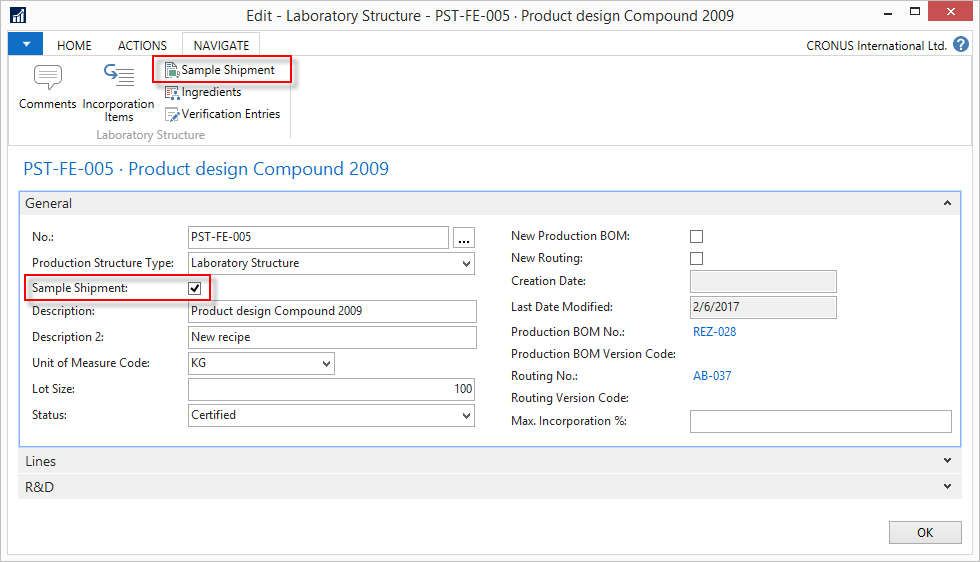 Edit - Laboratory Structure - PST-FE-005 · Product design Compound 2009
HOME ACTIONS NAVIGATE CRONUS International Ltd. ?
Comments
Incorporation
Items
Sample Shipment
Ingredients
Verification Entries
Laboratory Structure
PST-FE-005 · Product design Compound 2009
General
No.: PST-FE-005 ...
Production Structure Type: Laboratory Structure
Sample Shipment:
Description: Product design Compound 2009
Description 2: New recipe
Unit of Measure Code: KG
Lot Size: 100
Status: Certified
New Production BOM:
New Routing:
Creation Date:
Last Date Modified: 2/6/2017
Production BOM No.: REZ-028
Production BOM Version Code:
Routing No.: AB-037
Routing Version Code:
Max. Incorporation %:
Lines
R&D
OK